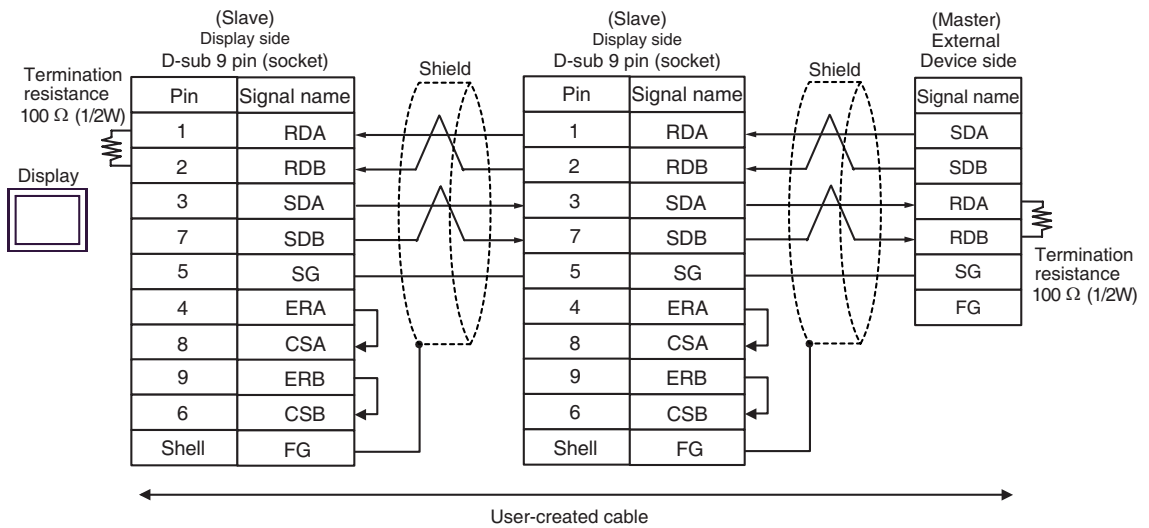 (Slave)
Display side
D-sub 9 pin (socket)
(Slave)
Display side
D-sub 9 pin (socket)
(Master)
External
Device side
Termination
resistance
100 Ω (1/2W)
Shield
Shield
Display
Pin Signal name
1 RDA
2 RDB
3 SDA
7 SDB
5 SG
4 ERA
8 CSA
9 ERB
6 CSB
Shell FG
Pin Signal name
1 RDA
2 RDB
3 SDA
7 SDB
5 SG
4 ERA
8 CSA
9 ERB
6 CSB
Shell FG
Signal name
SDA
SDB
RDA
RDB
SG
FG
Termination
resistance
100 Ω (1/2W)
User-created cable